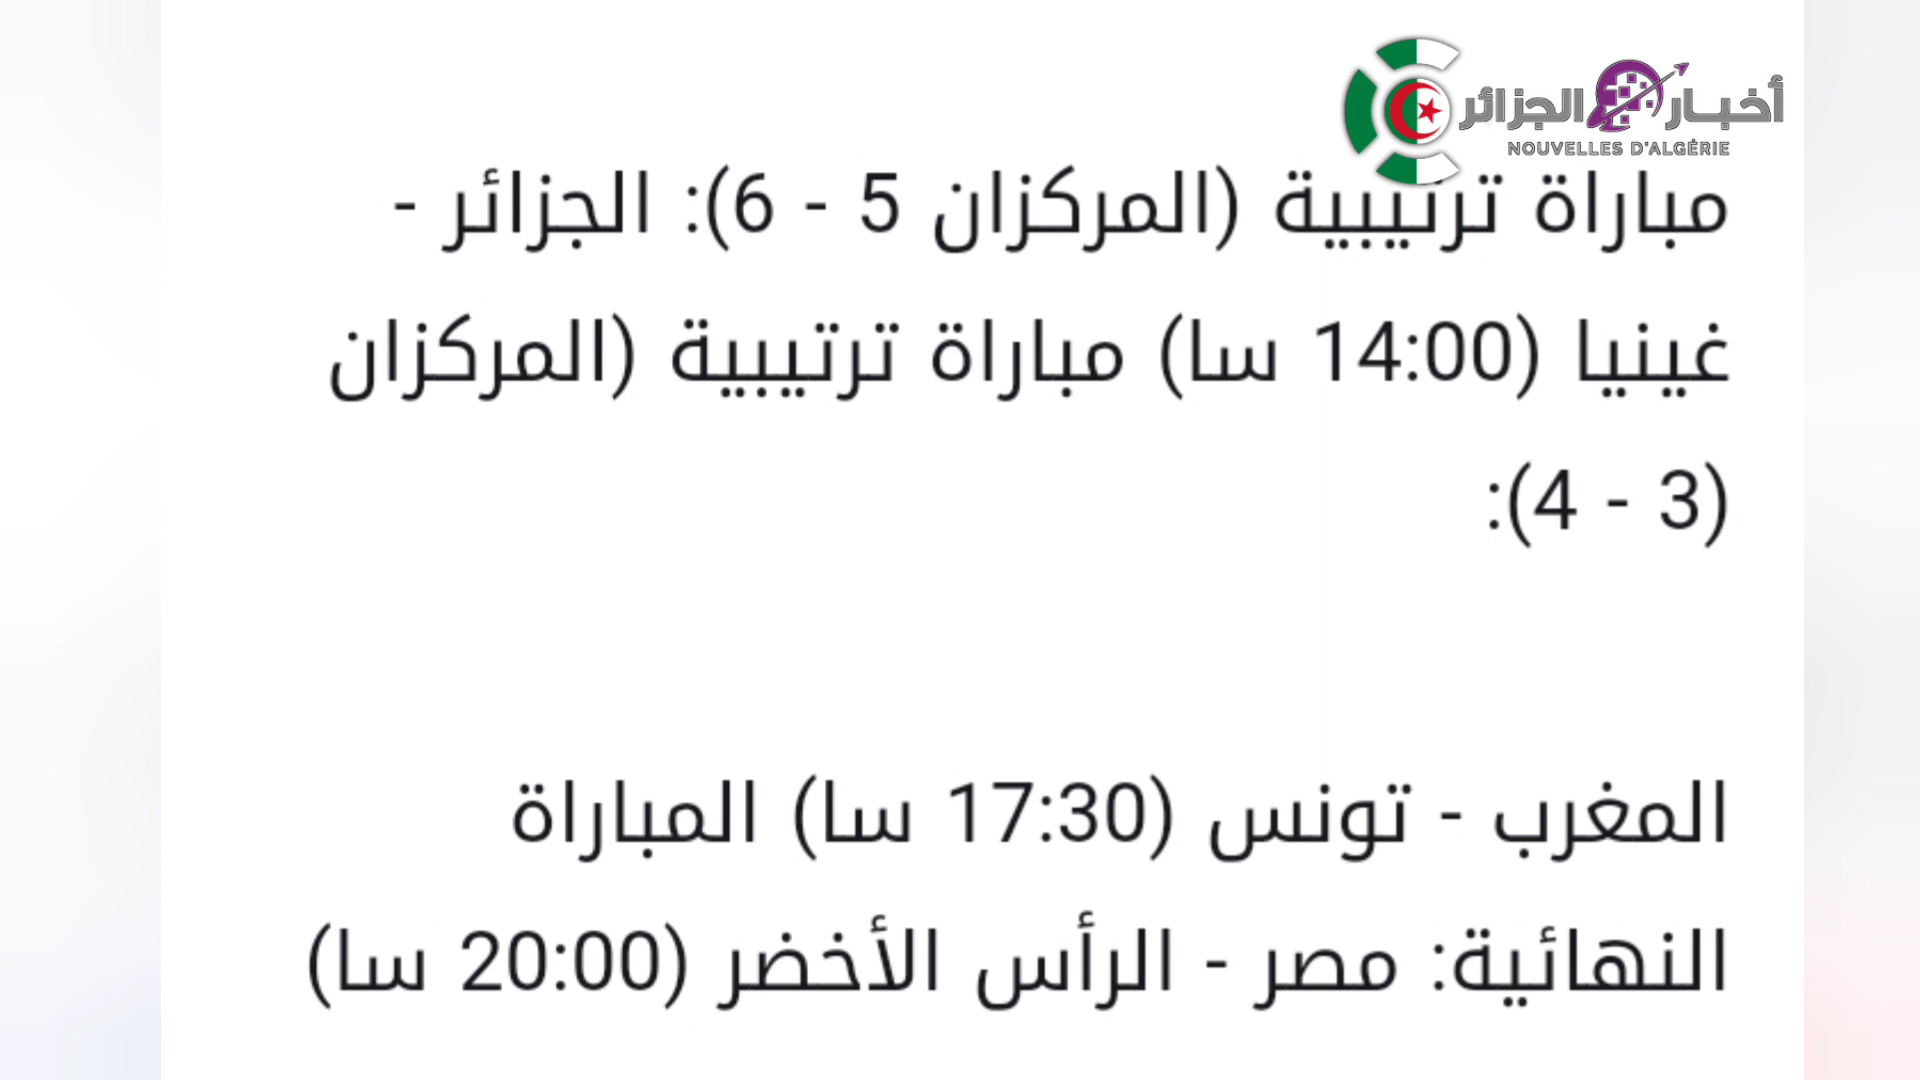 أخبار الجزائر
NOUVELLES D'ALGÉRIE
مباراة ترتيبية (المركزان 5 - 6): الجزائر -
غينيا (14:00 سا) مباراة ترتيبية (المركزان
(3 - 4):
المغرب - تونس (17:30 سا) المباراة
النهائية: مصر - الرأس الأخضر (20:00 سا)